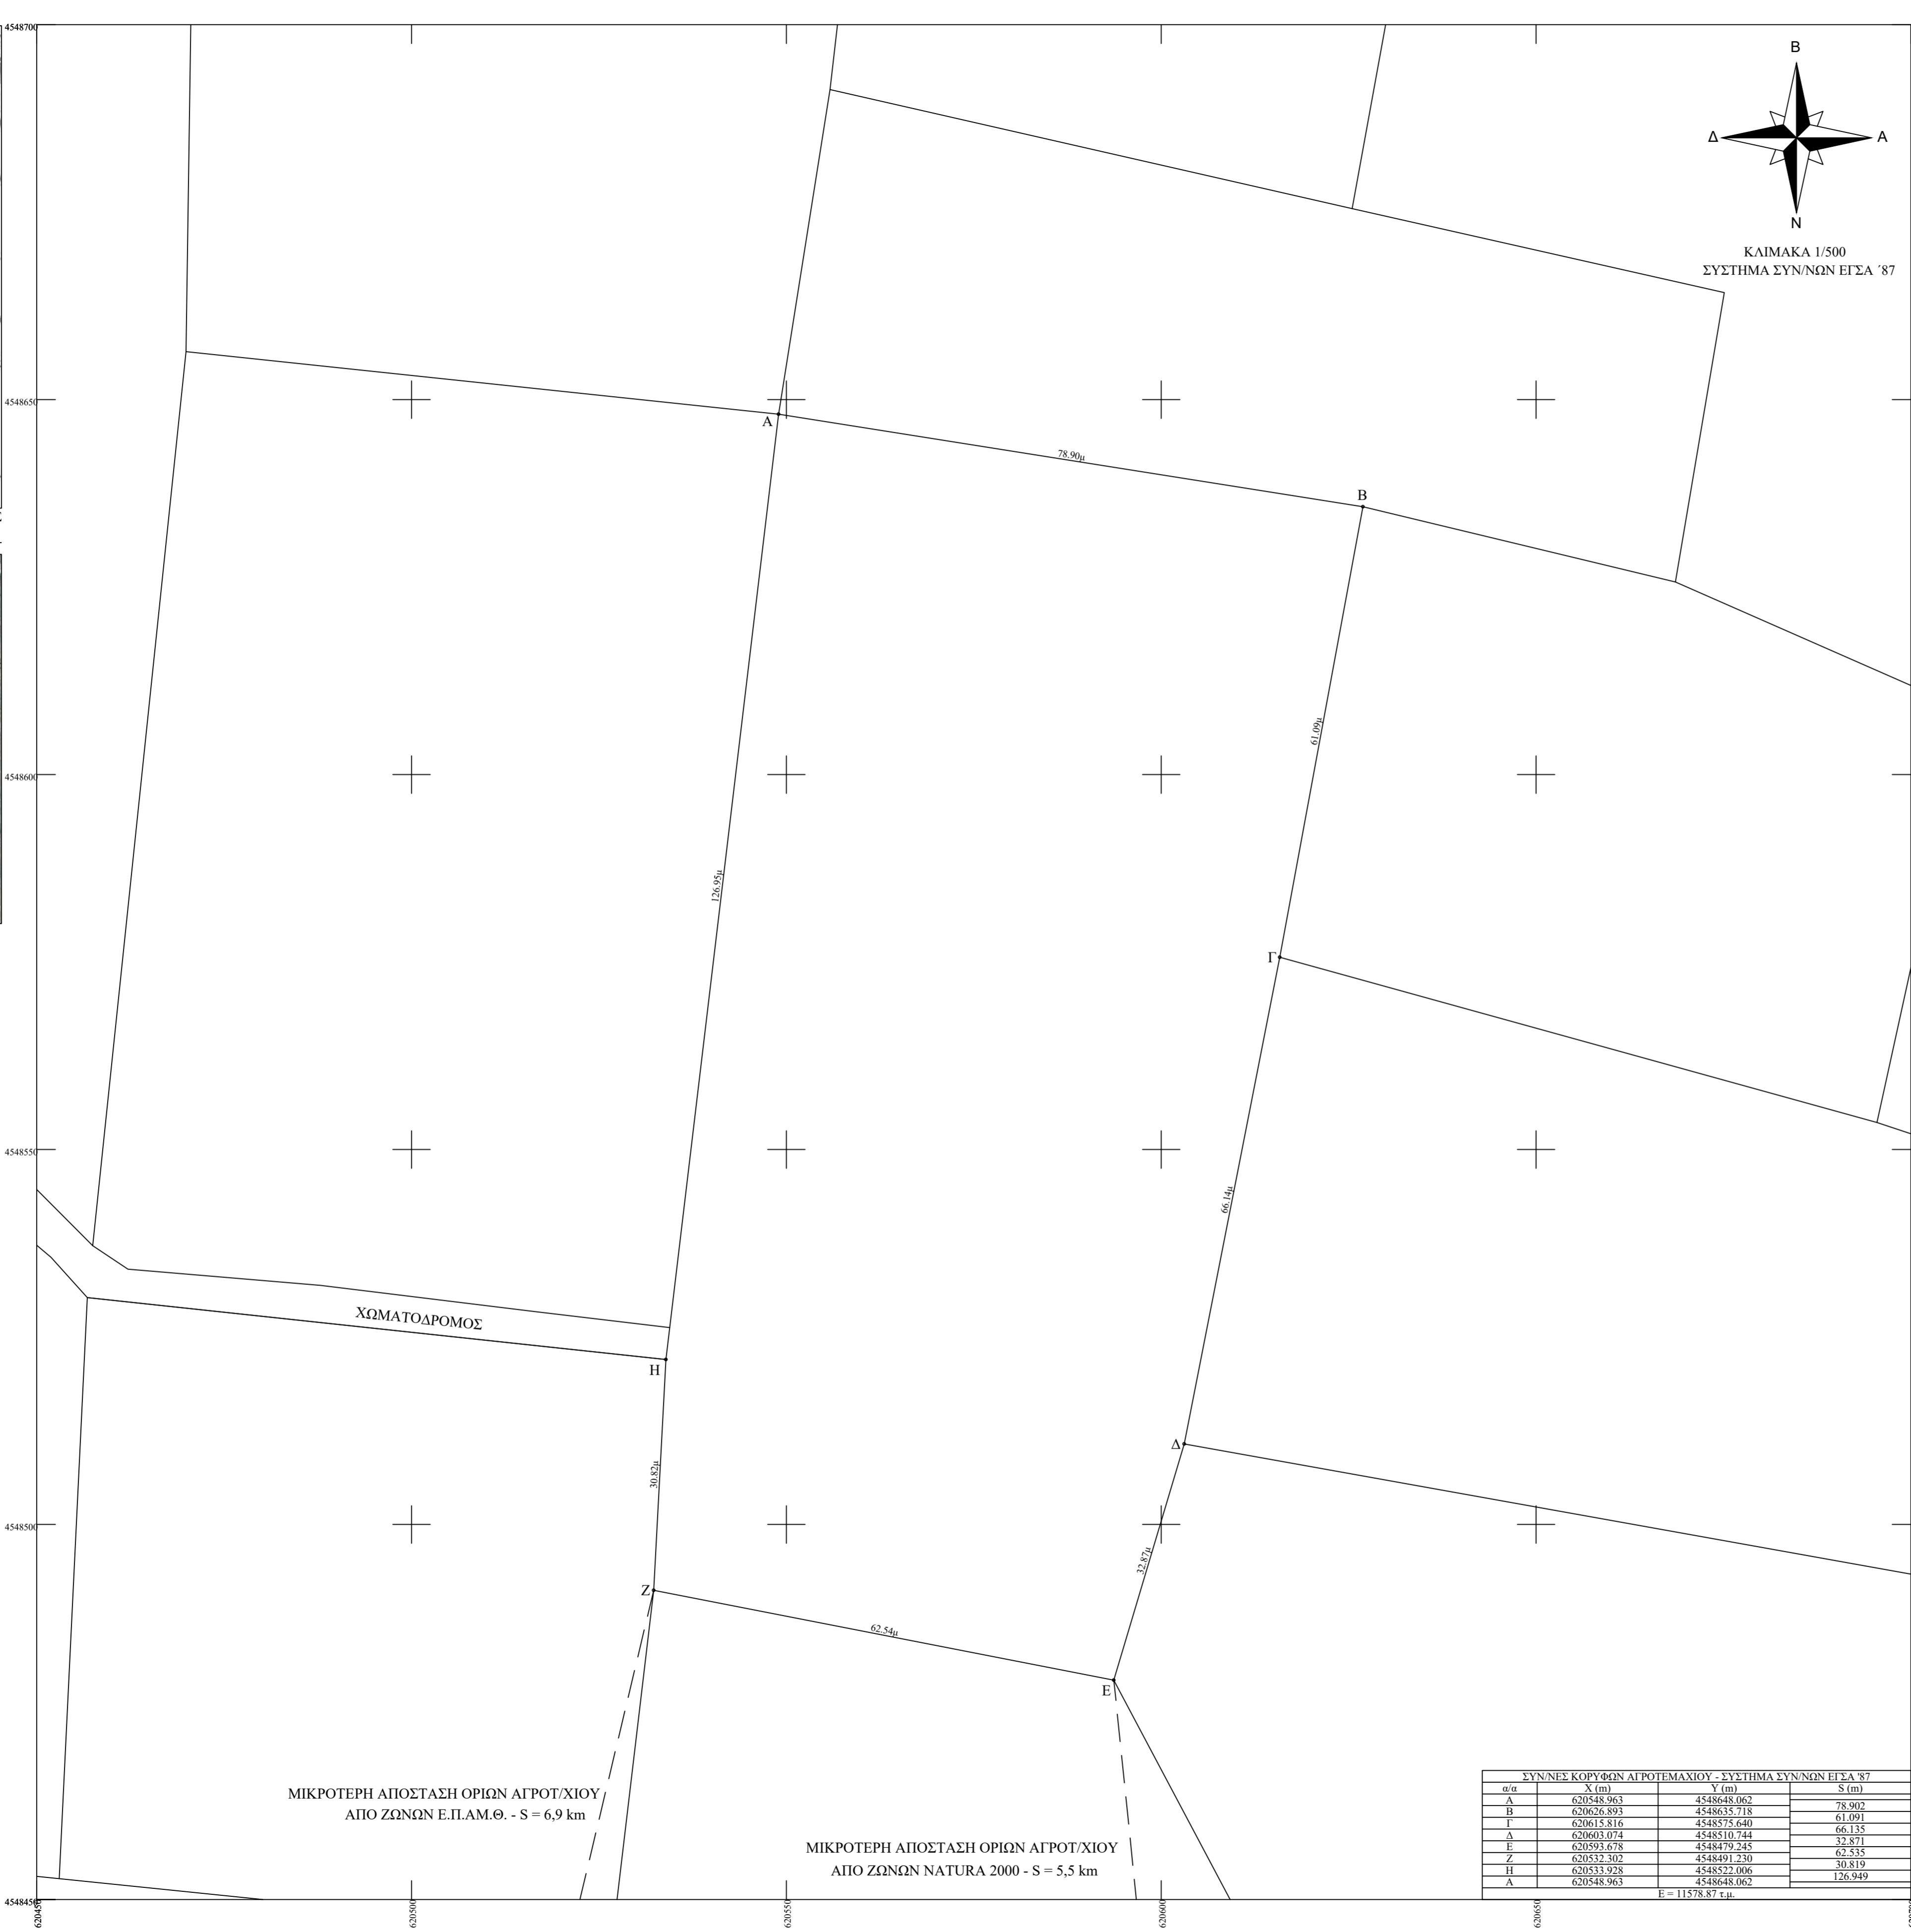 4548700
Β
Δ
Α
Ν
ΚΛΙΜΑΚΑ 1/500
ΣΥΣΤΗΜΑ ΣΥΝ/ΝΩΝ ΕΓΣΑ ΄87
4548650
Α
78.90μ
Β
61.09μ
4548600
126.95μ
Γ
4548550
66.14μ
ΧΩΜΑΤΟΔΡΟΜΟΣ
Η
Δ
30.82μ
4548500
32.87μ
Ζ
62.54μ
Ε
ΜΙΚΡΟΤΕΡΗ ΑΠΟΣΤΑΣΗ ΟΡΙΩΝ ΑΓΡΟΤ/ΧΙΟΥ
ΑΠΟ ΖΩΝΩΝ Ε.Π.ΑΜ.Θ. - S = 6,9 km
ΜΙΚΡΟΤΕΡΗ ΑΠΟΣΤΑΣΗ ΟΡΙΩΝ ΑΓΡΟΤ/ΧΙΟΥ
ΑΠΟ ΖΩΝΩΝ NATURA 2000 - S = 5,5 km
ΣΥΝ/ΝΕΣ ΚΟΡΥΦΩΝ ΑΓΡΟΤΕΜΑΧΙΟΥ - ΣΥΣΤΗΜΑ ΣΥΝ/ΝΩΝ ΕΓΣΑ '87
α/α X (m) Y (m) S (m)
Α 620548.963 4548648.062
78.902
Β 620626.893 4548635.718
61.091
Γ 620615.816 4548575.640
66.135
Δ 620603.074 4548510.744
32.871
Ε 620593.678 4548479.245
62.535
Ζ 620532.302 4548491.230
30.819
Η 620533.928 4548522.006
126.949
Α 620548.963 4548648.062
Ε = 11578.87 τ.μ.
4548450
620450
620500
620550
620600
620650